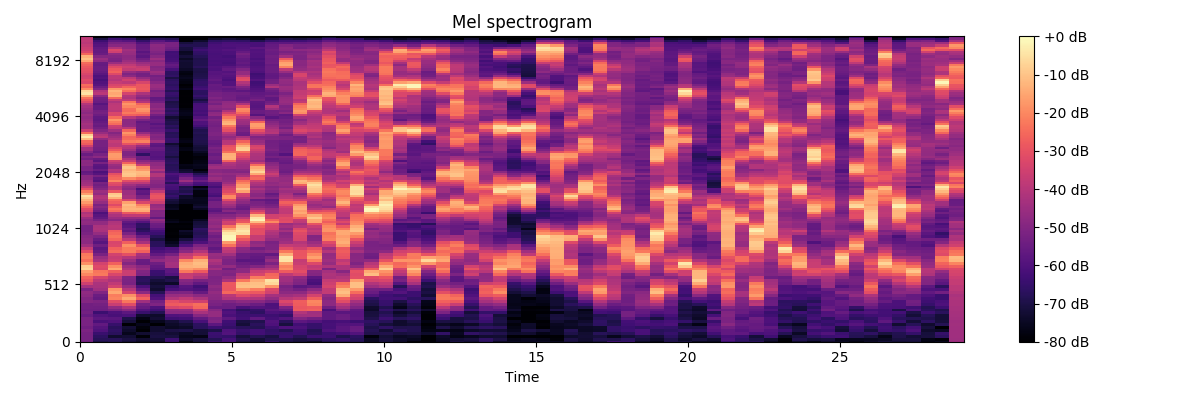 Mel spectrogram
+0 dB
8192
-10 dB
4096
-20 dB
-30 dB
2048
-40 dB
Hz
1024
-50 dB
-60 dB
512
-70 dB
0
-80 dB
0 5 10 15 20 25
Time